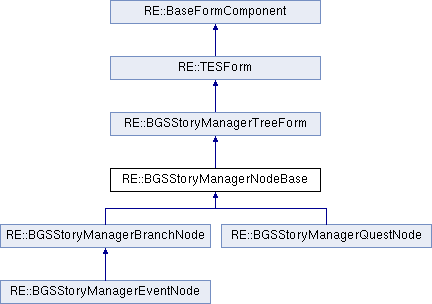 RE::BaseFormComponent
RE::TESForm
RE::BGSStoryManagerTreeForm
RE::BGSStoryManagerNodeBase
RE::BGSStoryManagerBranchNode
RE::BGSStoryManagerQuestNode
RE::BGSStoryManagerEventNode